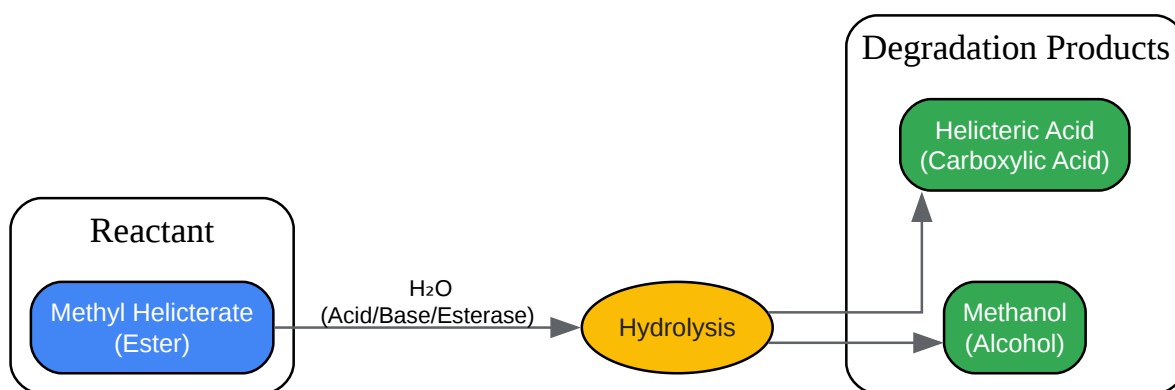 Reactant
Methyl Helicterate
(Ester)
H₂O
(Acid/Base/Esterase)
Hydrolysis
Degradation Products
Helicteric Acid
(Carboxylic Acid)
Methanol
(Alcohol)